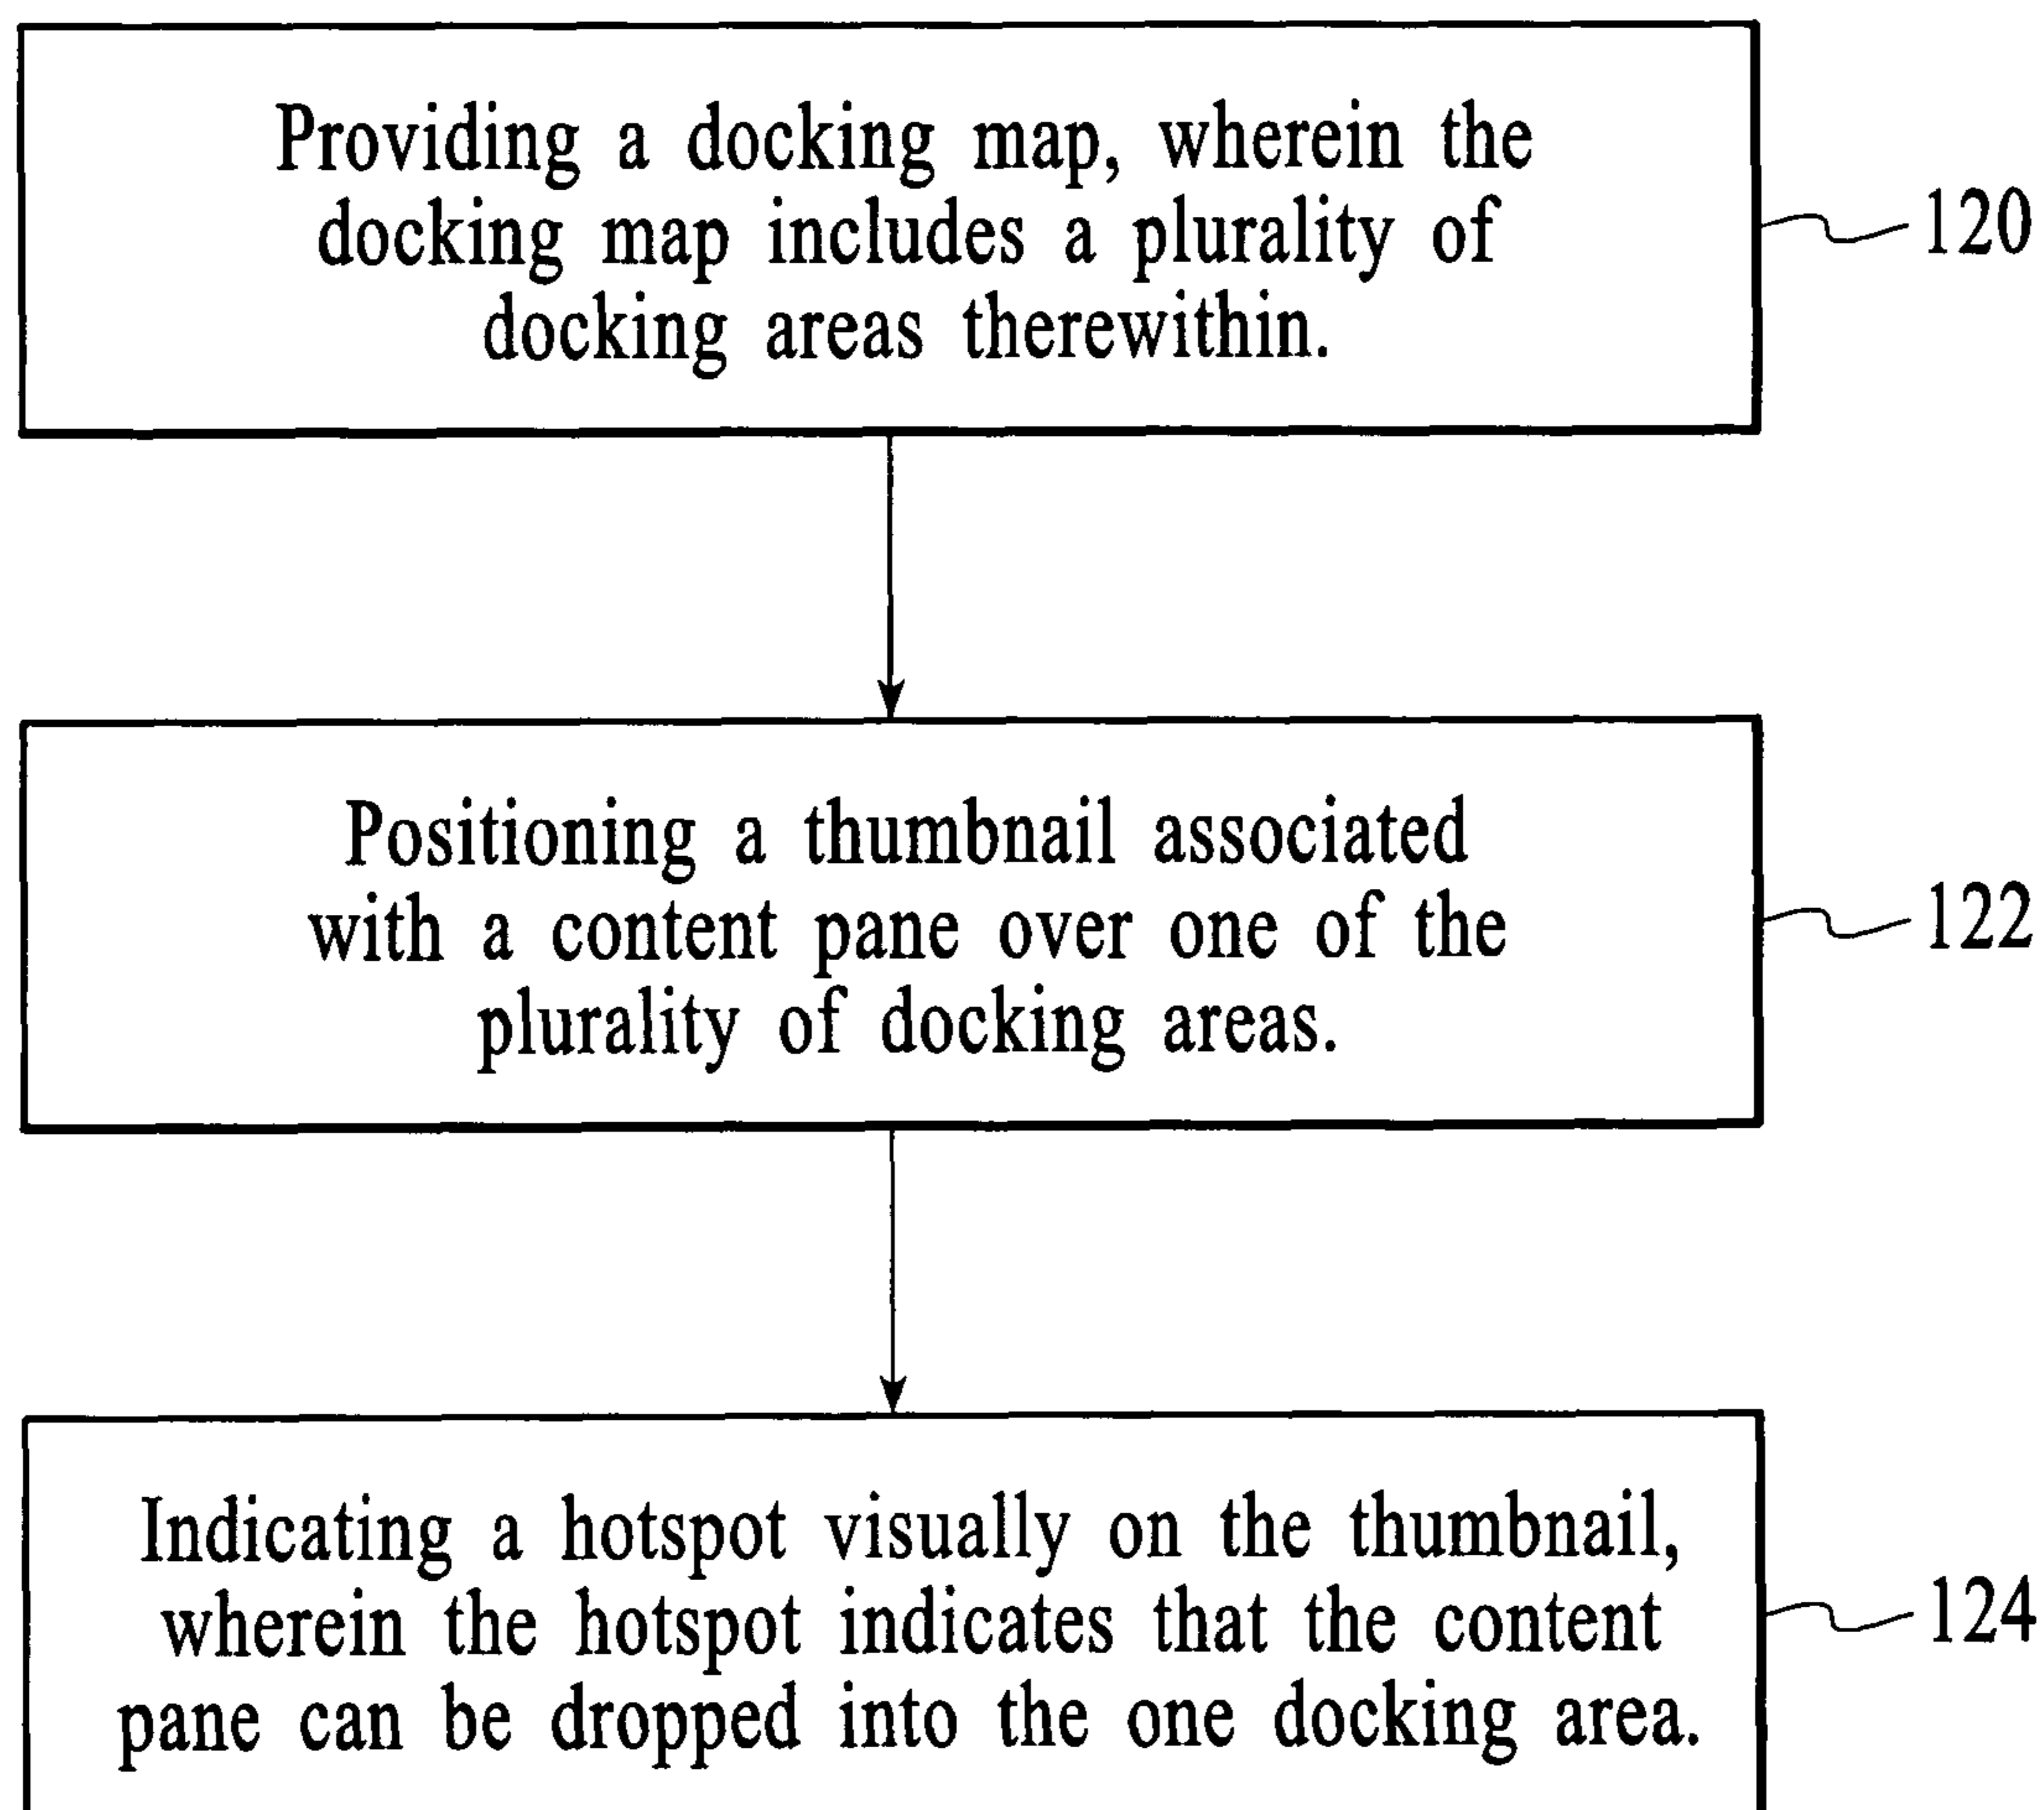 Providing a docking map, wherein the
docking map includes a plurality of
docking areas therewithin.
120
Positioning a thumbnail associated
with a content pane over one of the
plurality of docking areas.
122
Indicating a hotspot visually on the thumbnail,
wherein the hotspot indicates that the content
pane can be dropped into the one docking area.
124